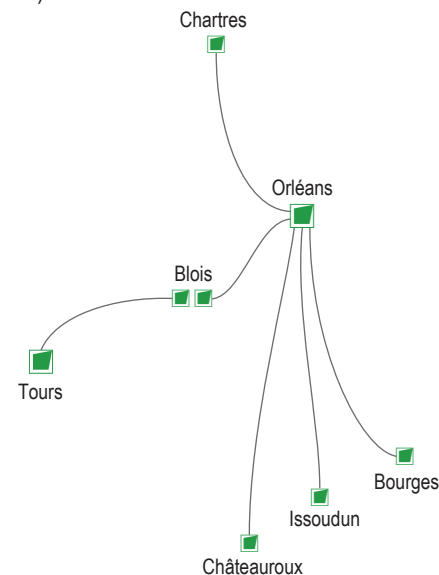 Chartres
Orléans
Blois
Tours
Bourges
Issoudun
Châteauroux